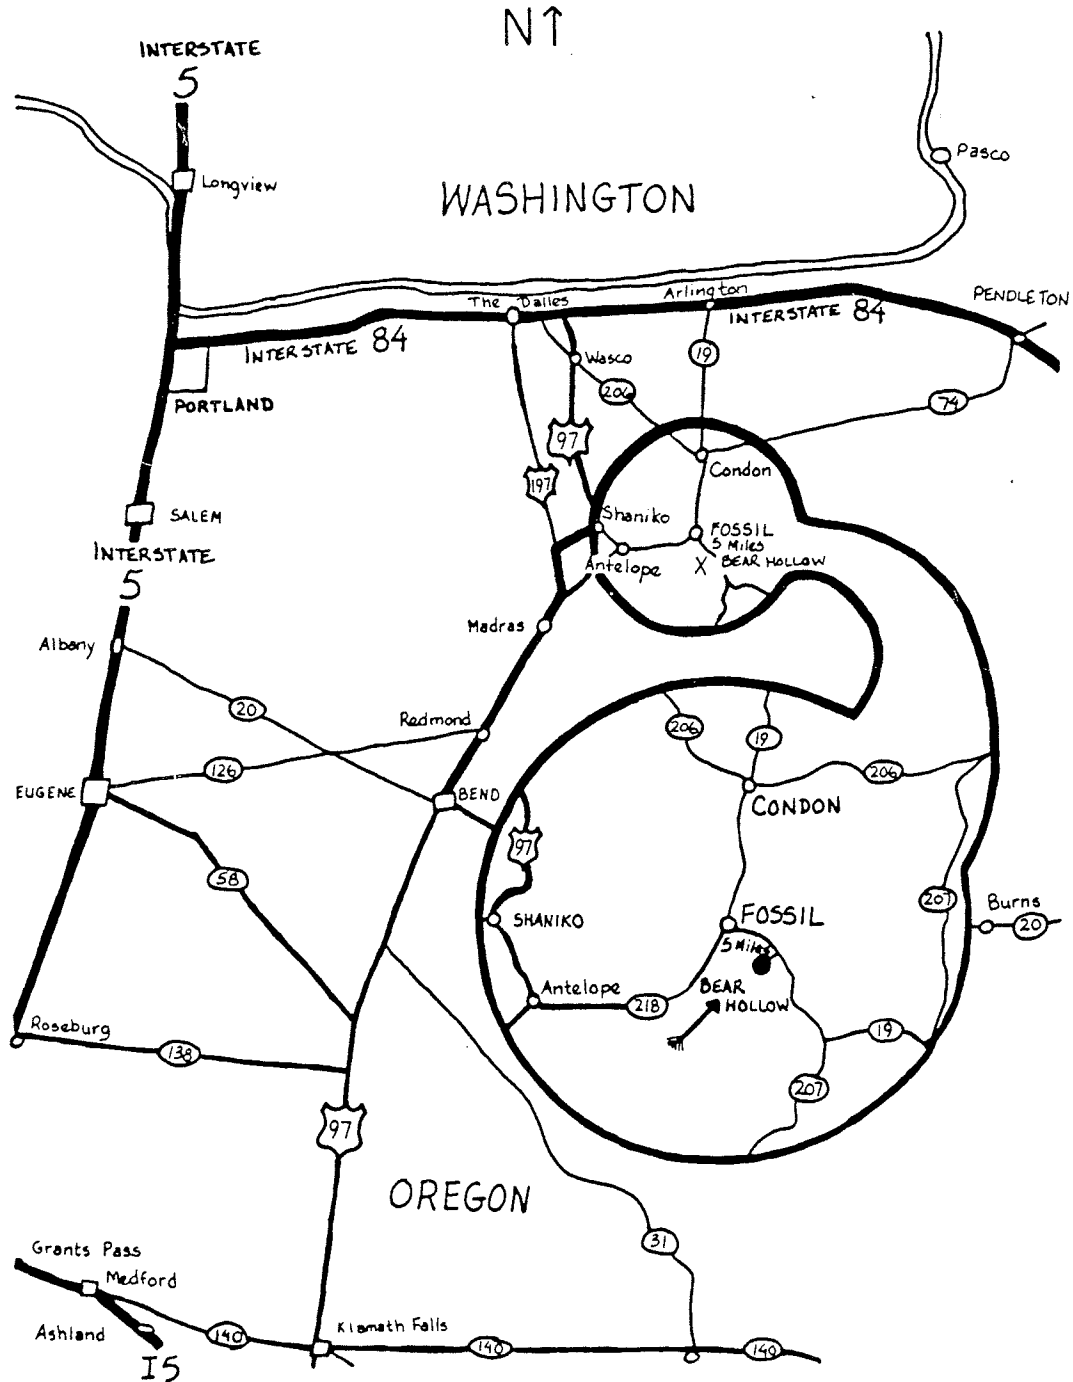 N↑
INTERSTATE
5
Pasco
Longview
WASHINGTON
The Dalles
Arlington
INTERSTATE 84
PENDLETON
INTERSTATE 84
Wasco
19
206
74
PORTLAND
97
Condon
197
SALEM
Shaniko
FOSSIL
5 Miles
INTERSTATE
5
Antelope
X BEAR HOLLOW
Madras
Albany
20
Redmond
206
19
126
206
EUGENE
BEND
CONDON
97
58
207
Burns
20
SHANIKO
FOSSIL
5 Miles
Antelope
218
BEAR
HOLLOW
Roseburg
138
19
207
97
OREGON
31
Grants Pass
Medford
Ashland
140
Klamath Falls
140
140
I5